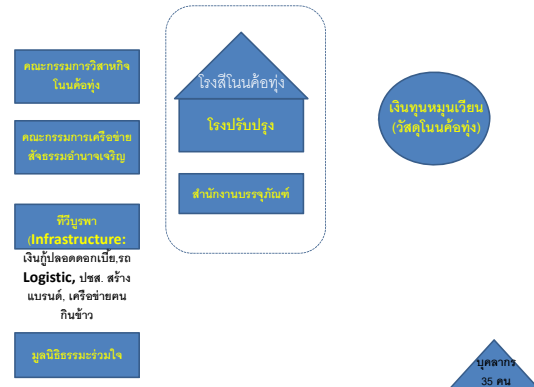 คณะกรรมการวิสาหกิจ
โนนค้อทุ่ง
คณะกรรมการเครือข่าย
สัจธรรมอำนาจเจริญ
ทีวีบูรพา
(Infrastructure:
เงินกู้ปลอดดอกเบี้ย,รถ
Logistic, ปชส. สร้าง
แบรนด์, เครือข่ายคน
กินข้าว
มูลนิธิธรรมะร่วมใจ
โรงสีโนนค้อทุ่ง
โรงปรับปรุง
สำนักงานบรรจุภัณฑ์
เงินทุนหมุนเวียน
(วัสดุโนนค้อทุ่ง)
บุคลากร
35 คน